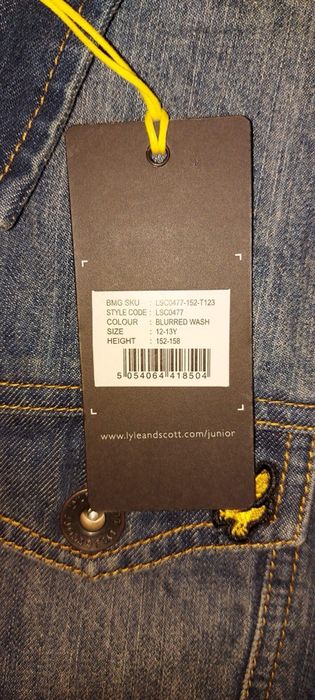 BMG SKU : LSC0477-152-T123
STYLE CODE : LSC0477
COLOUR : BLURRED WASH
SIZE : 12-13Y
HEIGHT : 152-158
5 054064 418504
www.lyleandscott.com/junior